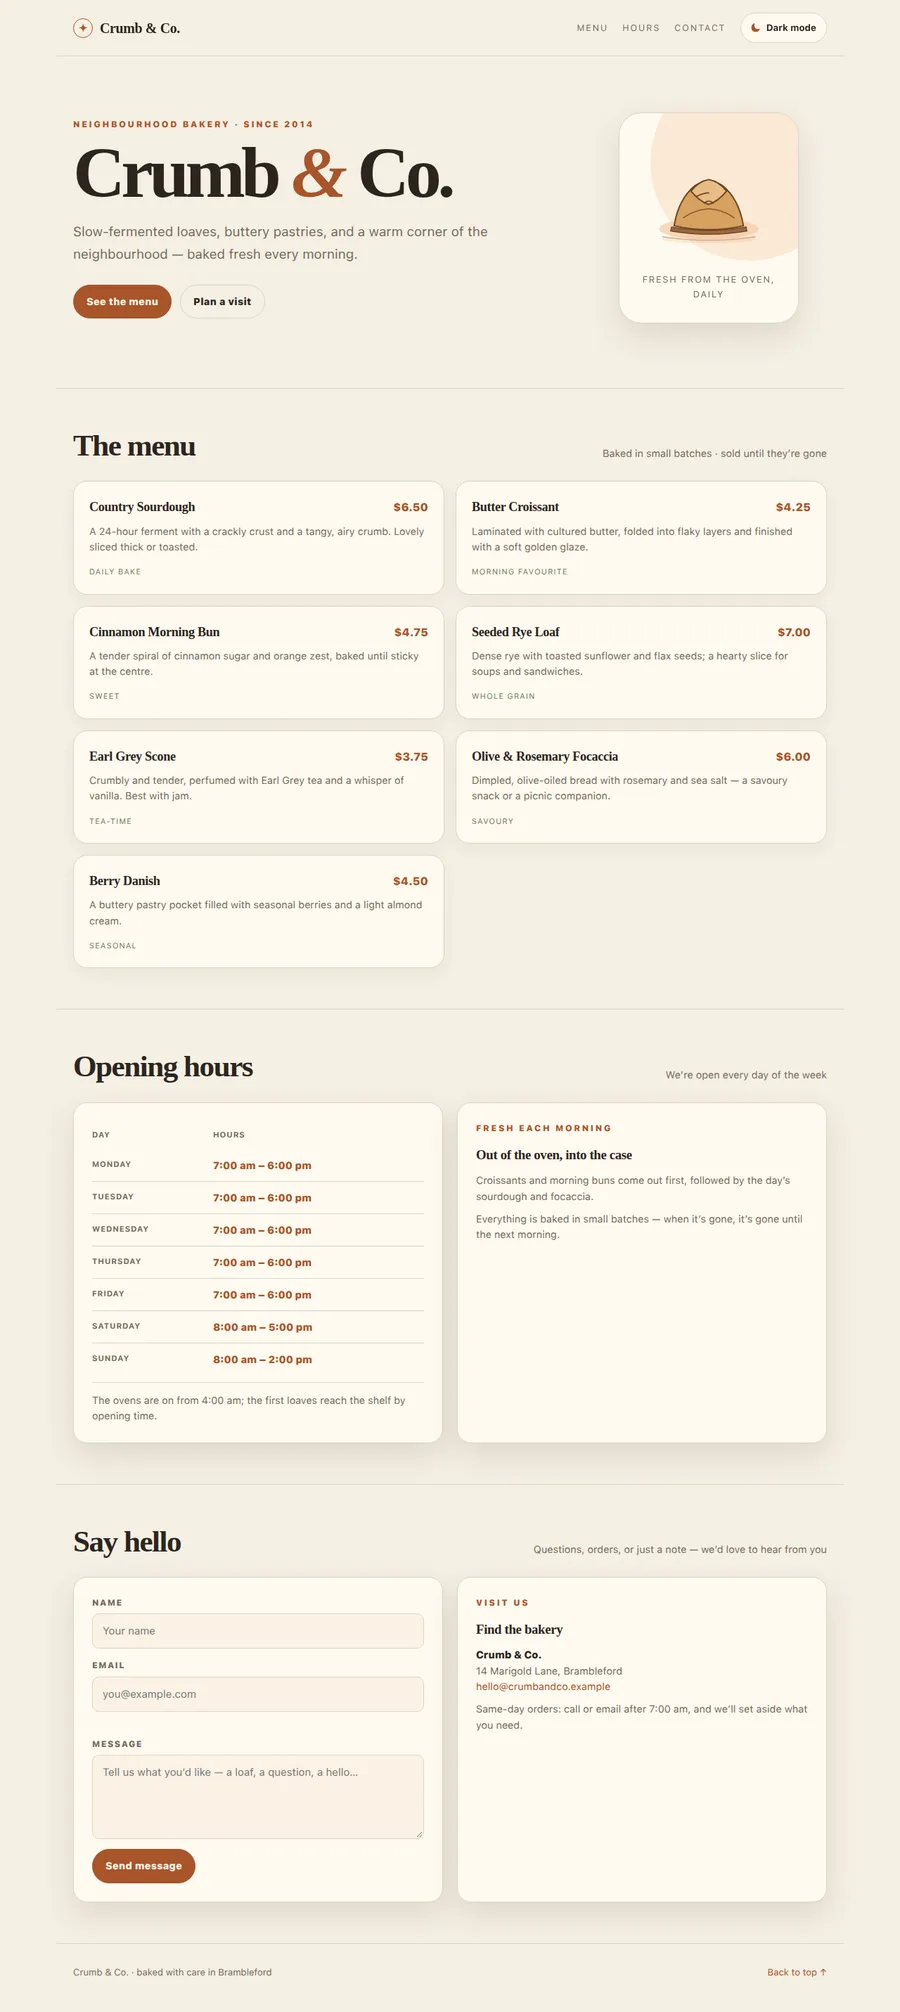 Crumb & Co.
MENU HOURS CONTACT Dark mode
NEIGHBOURHOOD BAKERY · SINCE 2014
Crumb & Co.
Slow-fermented loaves, buttery pastries, and a warm corner of the
neighbourhood — baked fresh every morning.
See the menu
Plan a visit
FRESH FROM THE OVEN,
DAILY
The menu
Baked in small batches · sold until they’re gone
Country Sourdough
$6.50
A 24-hour ferment with a crackly crust and a tangy, airy crumb. Lovely
sliced thick or toasted.
DAILY BAKE
Butter Croissant
$4.25
Laminated with cultured butter, folded into flaky layers and finished
with a soft golden glaze.
MORNING FAVOURITE
Cinnamon Morning Bun
$4.75
A tender spiral of cinnamon sugar and orange zest, baked until sticky
at the centre.
SWEET
Seeded Rye Loaf
$7.00
Dense rye with toasted sunflower and flax seeds; a hearty slice for
soups and sandwiches.
WHOLE GRAIN
Earl Grey Scone
$3.75
Crumbly and tender, perfumed with Earl Grey tea and a whisper of
vanilla. Best with jam.
TEA-TIME
Olive & Rosemary Focaccia
$6.00
Dimpled, olive-oiled bread with rosemary and sea salt — a savoury
snack or a picnic companion.
SAVOURY
Berry Danish
$4.50
A buttery pastry pocket filled with seasonal berries and a light almond
cream.
SEASONAL
Opening hours
We’re open every day of the week
DAY HOURS
MONDAY 7:00 am – 6:00 pm
TUESDAY 7:00 am – 6:00 pm
WEDNESDAY 7:00 am – 6:00 pm
THURSDAY 7:00 am – 6:00 pm
FRIDAY 7:00 am – 6:00 pm
SATURDAY 8:00 am – 5:00 pm
SUNDAY 8:00 am – 2:00 pm
The ovens are on from 4:00 am; the first loaves reach the shelf by
opening time.
FRESH EACH MORNING
Out of the oven, into the case
Croissants and morning buns come out first, followed by the day’s
sourdough and focaccia.
Everything is baked in small batches — when it’s gone, it’s gone until
the next morning.
Say hello
Questions, orders, or just a note — we’d love to hear from you
NAME
Your name
EMAIL
you@example.com
MESSAGE
Tell us what you’d like — a loaf, a question, a hello…
Send message
VISIT US
Find the bakery
Crumb & Co.
14 Marigold Lane, Brambleford
hello@crumbandco.example
Same-day orders: call or email after 7:00 am, and we’ll set aside what
you need.
Crumb & Co. · baked with care in Brambleford
Back to top ↑